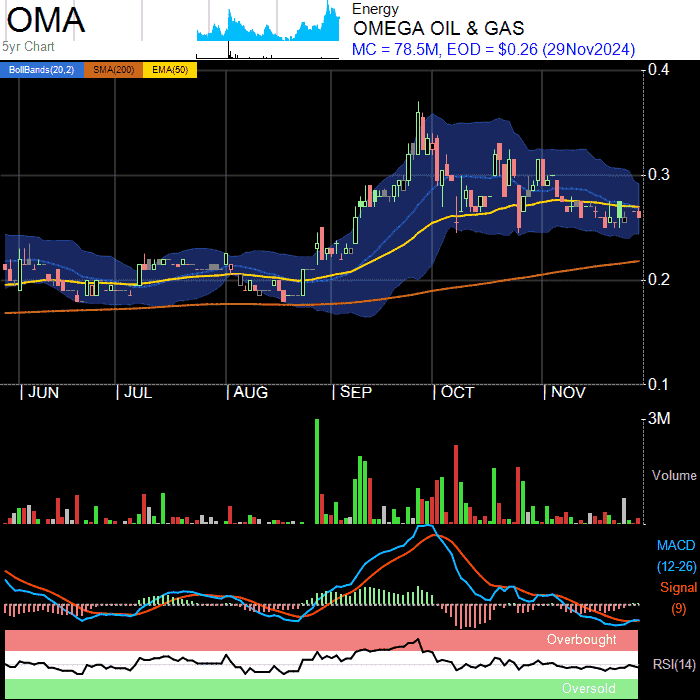 OMA
5yr Chart
Energy
OMEGA OIL & GAS
MC = 78.5M, EOD = $0.26 (29Nov2024)
BollBands(20,2) SMA(200) EMA(50)
0.4
0.3
0.2
0.1
JUN JUL AUG SEP OCT NOV
3M
Volume
MACD
(12-26)
Signal
(9)
Overbought
RSI(14)
Oversold